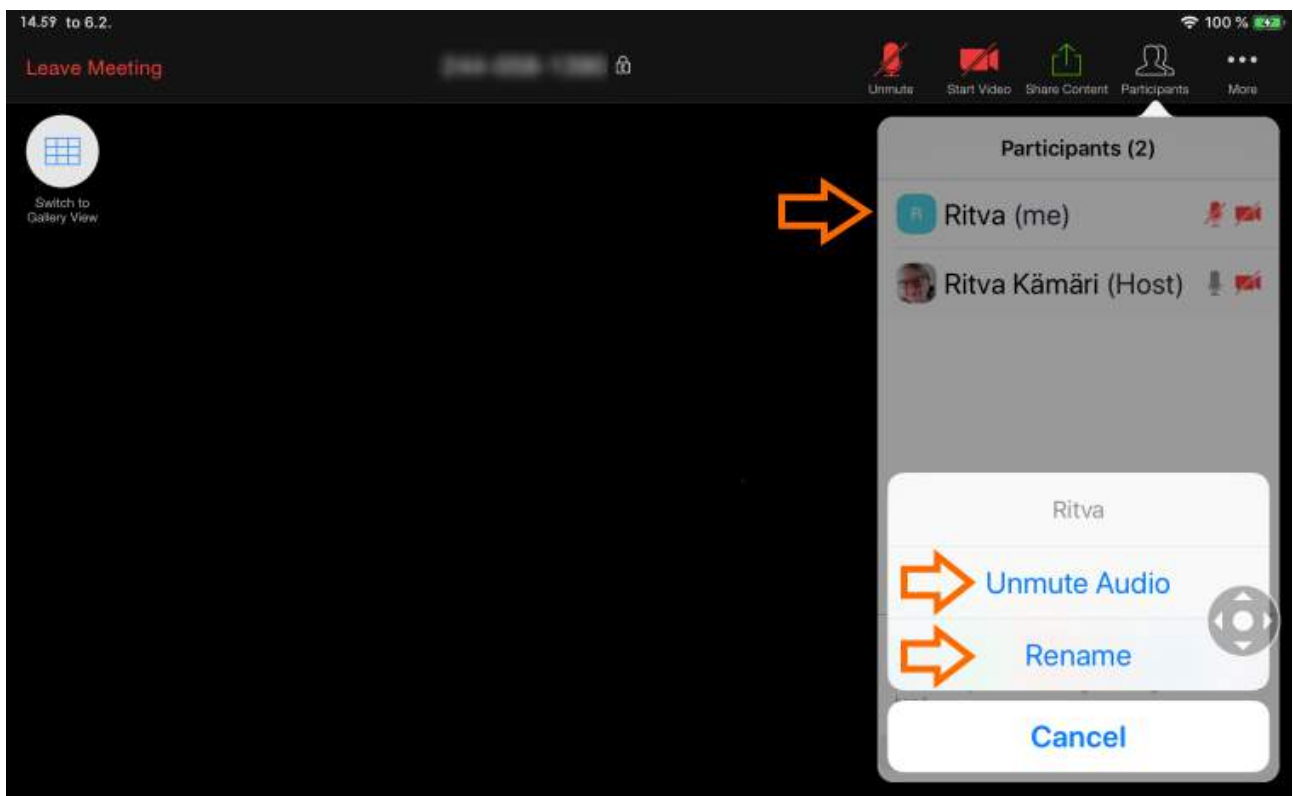 14.59 to 6.2.
100 %
Leave Meeting
Unmute
Start Video
Share Content
Participants
More
Switch to
Gallery View
Participants (2)
R
Ritva (me)
Ritva Kämäri (Host)
Ritva
Unmute Audio
Rename
Cancel